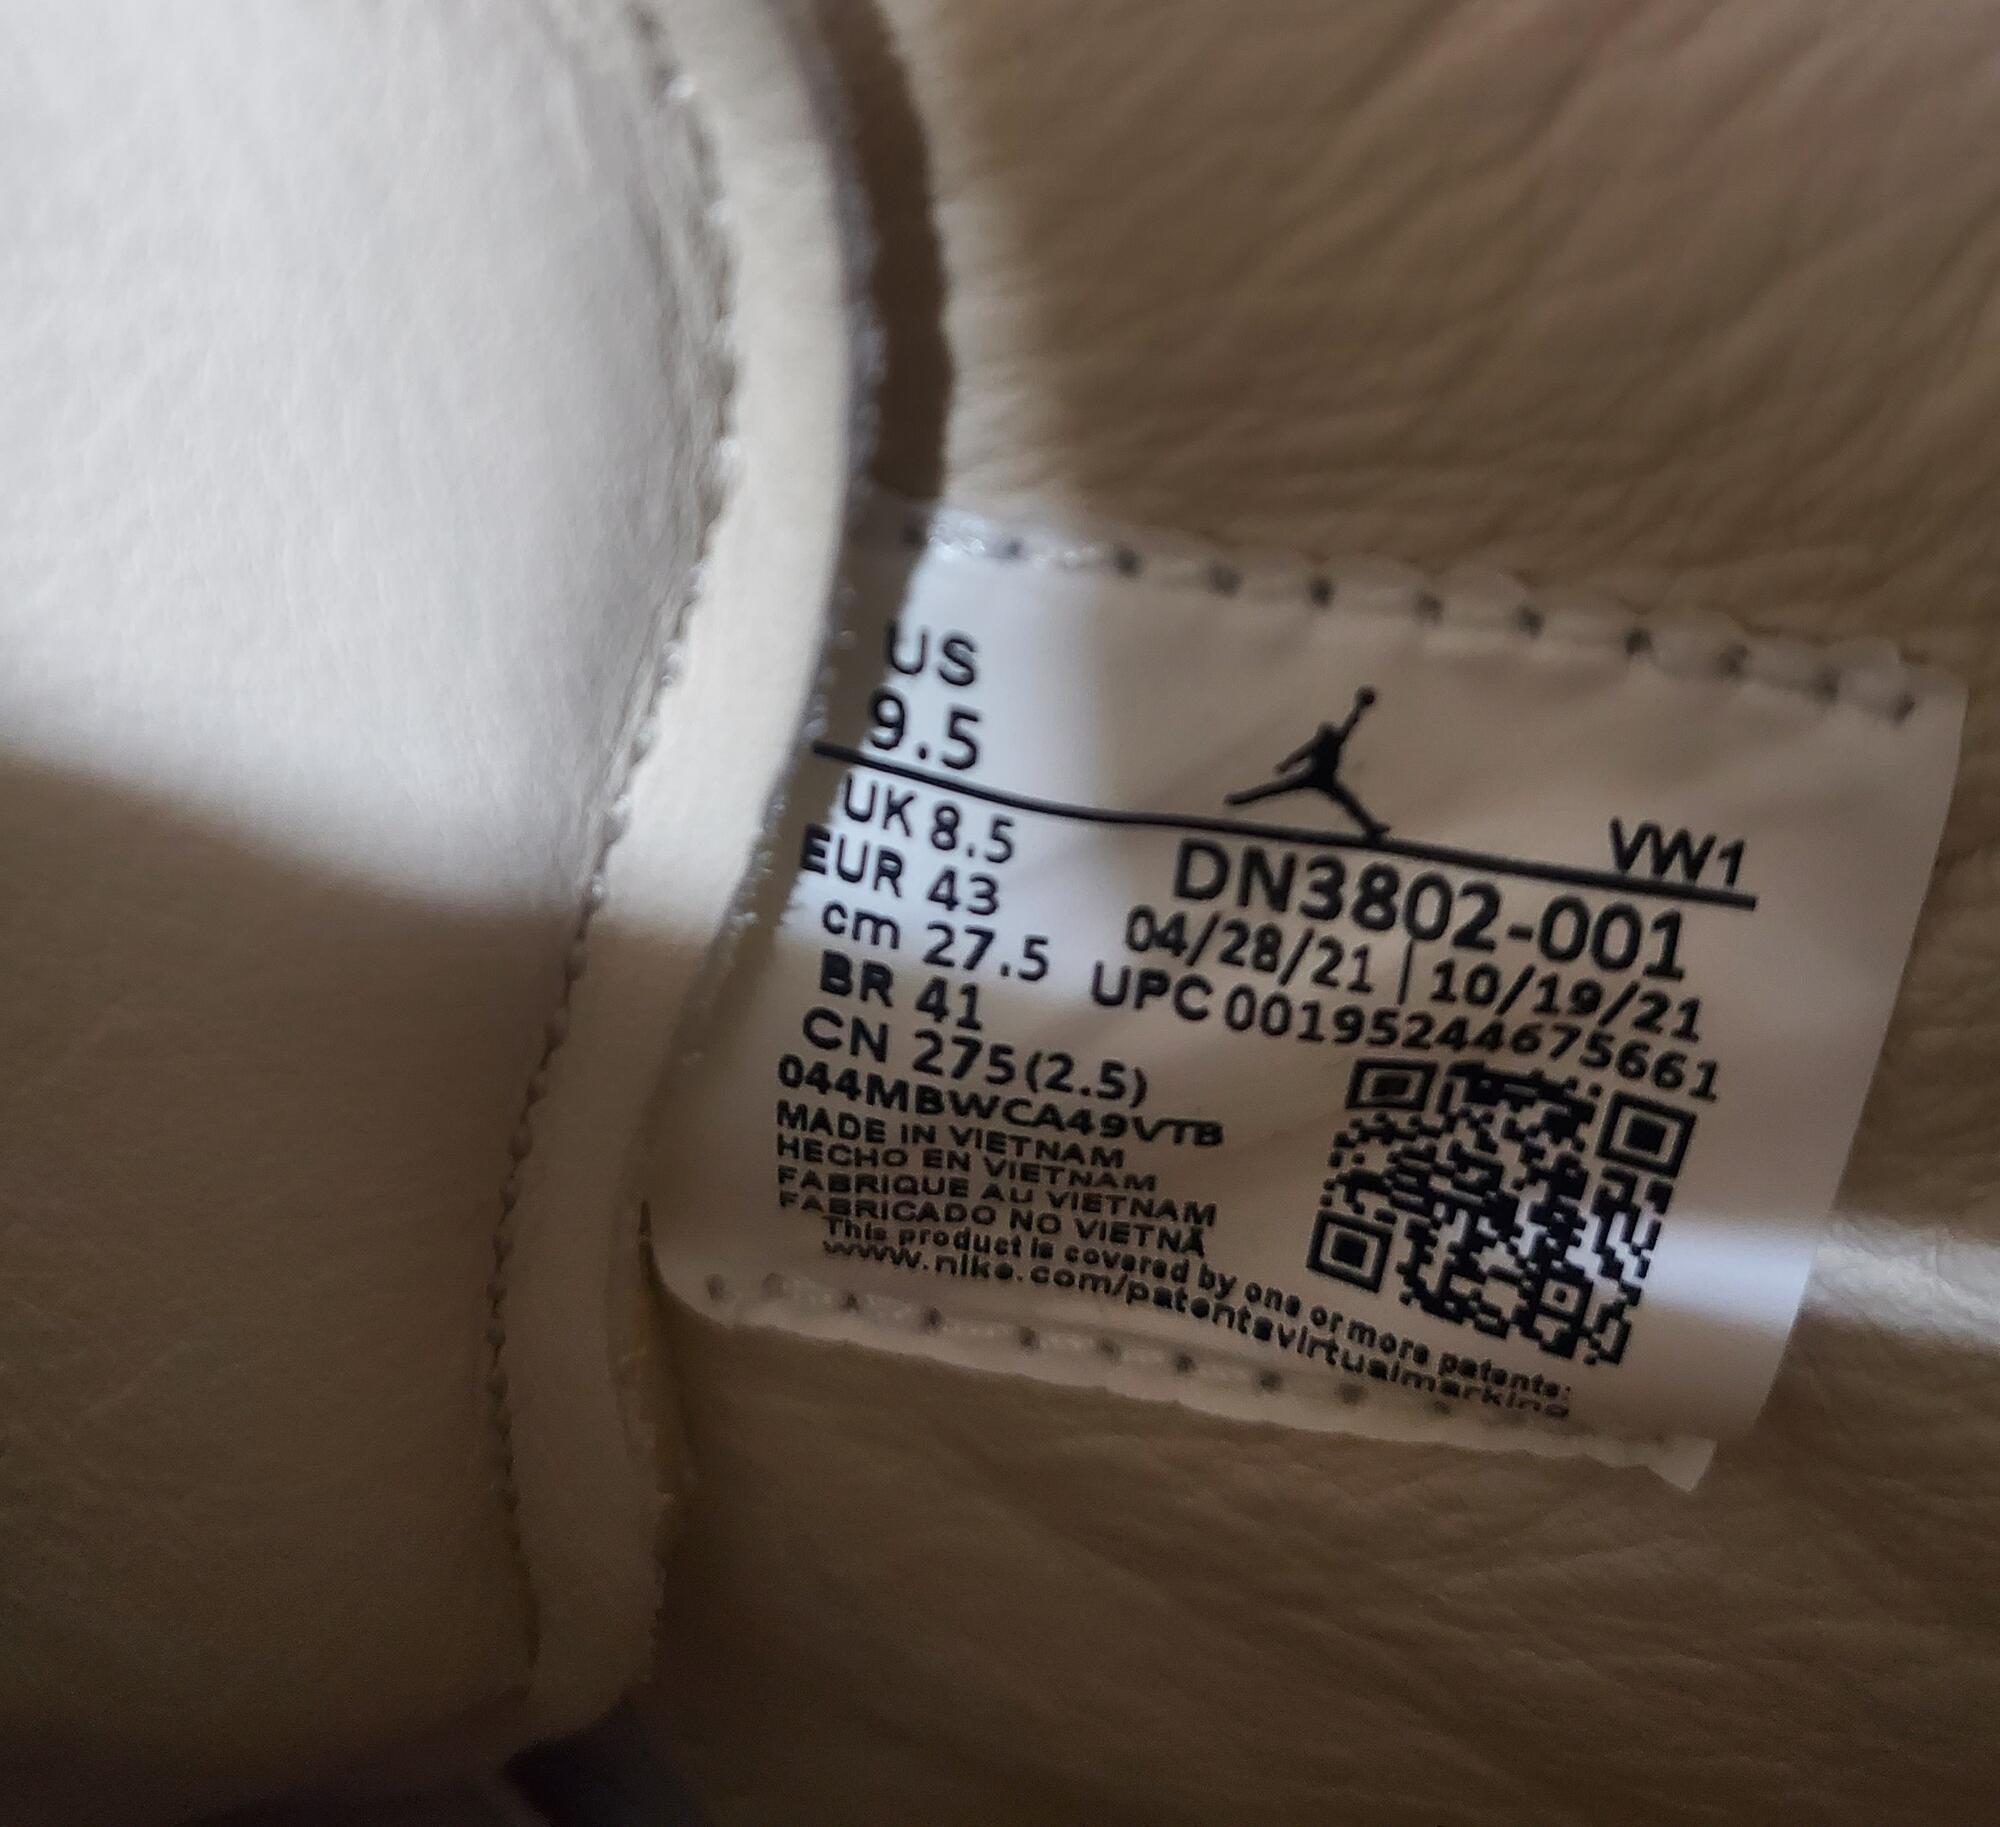 US
9.5
VW1
UK 8.5
EUR 43
cm 27.5
BR 41
CN 275(2.5)
DN3802-001
04/28/21 | 10/19/21
UPC 00195244675661
044MBWCA49VTB
MADE IN VIETNAM
HECHO EN VIETNAM
FABRIQUE AU VIETNAM
FABRICADO NO VIETNÃ
This product is covered by one or more patents:
www.nike.com/patentsvirtualmarking